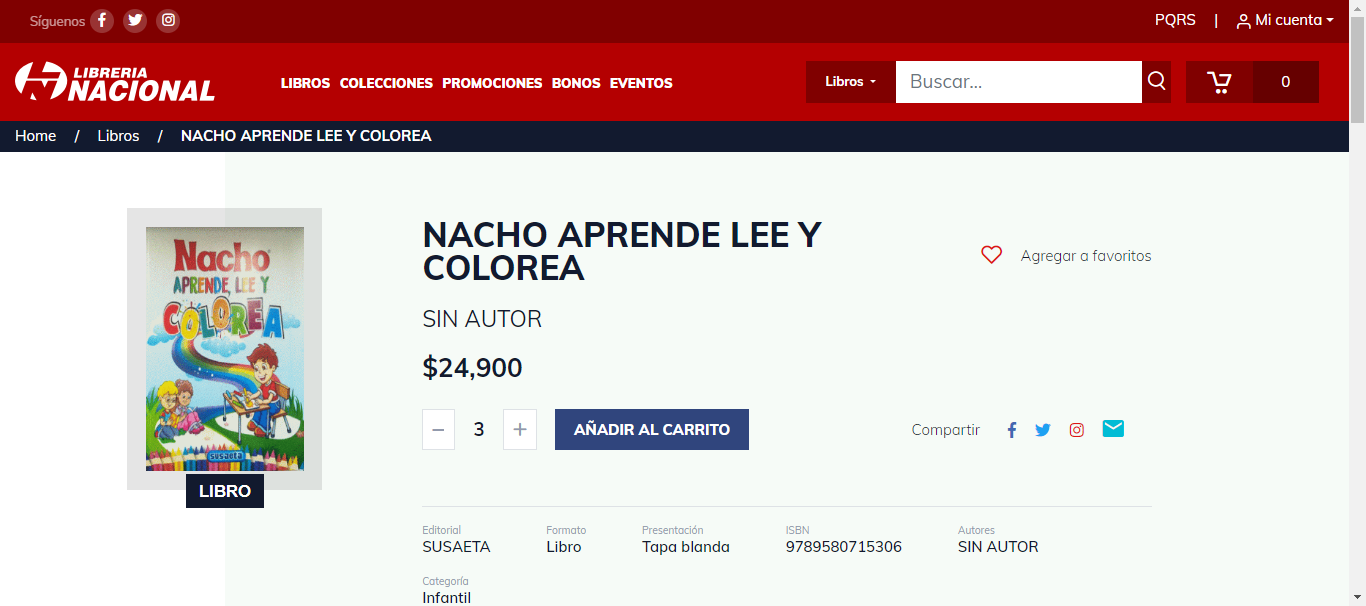 Síguenos
PQRS | Mi cuenta
LIBRERIA
NACIONAL
LIBROS COLECCIONES PROMOCIONES BONOS EVENTOS
Libros
Buscar...
0
Home / Libros / NACHO APRENDE LEE Y COLOREA
Nacho
APRENDE, LEE Y
COLOREA
susaeta
LIBRO
NACHO APRENDE LEE Y
COLOREA
Agregar a favoritos
SIN AUTOR
$24,900
− 3 +
AÑADIR AL CARRITO
Compartir
Editorial
SUSAETA
Formato
Libro
Presentación
Tapa blanda
ISBN
9789580715306
Autores
SIN AUTOR
Categoría
Infantil